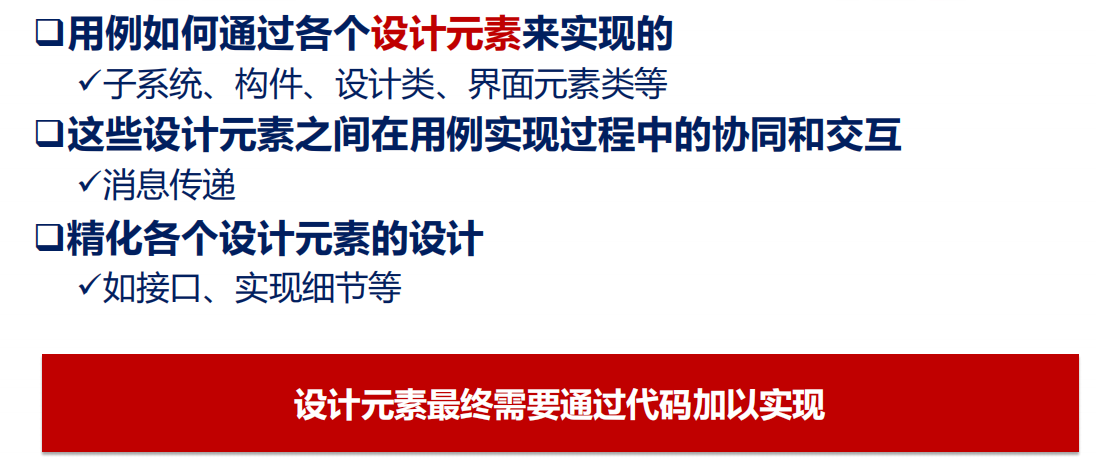 ❑用例如何通过各个设计元素来实现的
✓子系统、构件、设计类、界面元素类等
❑这些设计元素之间在用例实现过程中的协同和交互
✓消息传递
❑精化各个设计元素的设计
✓如接口、实现细节等
设计元素最终需要通过代码加以实现